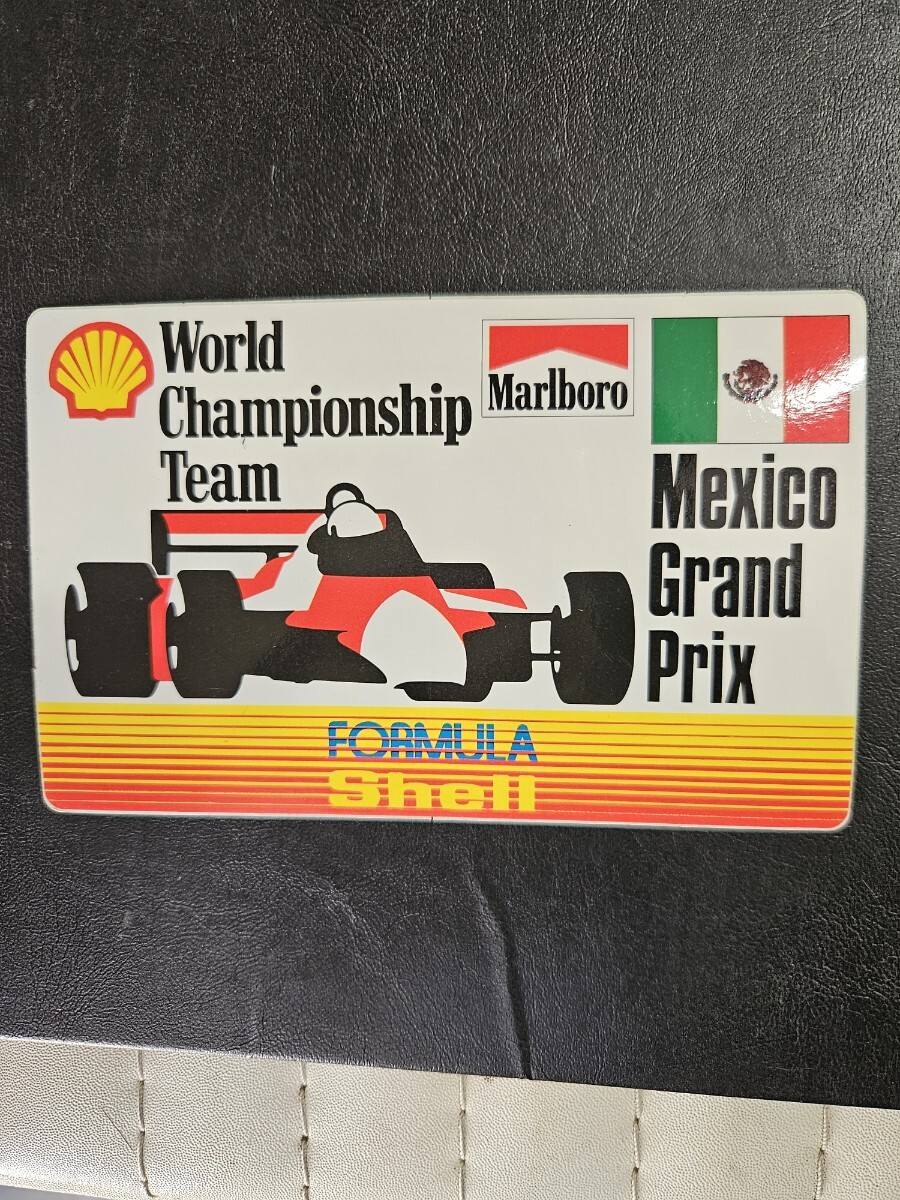 World
Championship
Team
Marlboro
Mexico
Grand
Prix
FORMULA
Shell